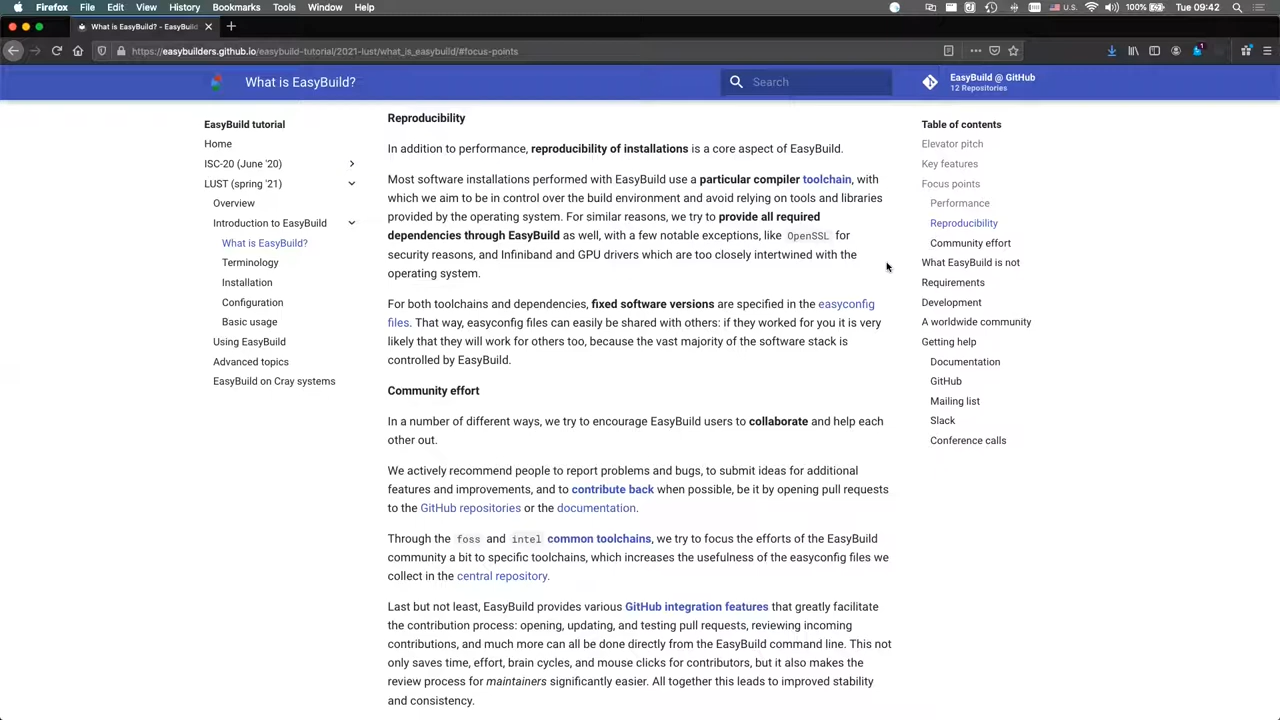 Firefox File Edit View History Bookmarks Tools Window Help
U.S. 100% Tue 09:42
What is EasyBuild? - EasyBuild
https://easybuilders.github.io/easybuild-tutorial/2021-lust/what_is_easybuild/#focus-points
What is EasyBuild?
Search
EasyBuild @ GitHub
12 Repositories
EasyBuild tutorial
Home
ISC-20 (June '20)
LUST (spring '21)
Overview
Introduction to EasyBuild
What is EasyBuild?
Terminology
Installation
Configuration
Basic usage
Using EasyBuild
Advanced topics
EasyBuild on Cray systems
Reproducibility
In addition to performance, reproducibility of installations is a core aspect of EasyBuild.
Most software installations performed with EasyBuild use a particular compiler toolchain, with
which we aim to be in control over the build environment and avoid relying on tools and libraries
provided by the operating system. For similar reasons, we try to provide all required
dependencies through EasyBuild as well, with a few notable exceptions, like OpenSSL for
security reasons, and Infiniband and GPU drivers which are too closely intertwined with the
operating system.
For both toolchains and dependencies, fixed software versions are specified in the easyconfig
files. That way, easyconfig files can easily be shared with others: if they worked for you it is very
likely that they will work for others too, because the vast majority of the software stack is
controlled by EasyBuild.
Community effort
In a number of different ways, we try to encourage EasyBuild users to collaborate and help each
other out.
We actively recommend people to report problems and bugs, to submit ideas for additional
features and improvements, and to contribute back when possible, be it by opening pull requests
to the GitHub repositories or the documentation.
Through the foss and intel common toolchains, we try to focus the efforts of the EasyBuild
community a bit to specific toolchains, which increases the usefulness of the easyconfig files we
collect in the central repository.
Last but not least, EasyBuild provides various GitHub integration features that greatly facilitate
the contribution process: opening, updating, and testing pull requests, reviewing incoming
contributions, and much more can all be done directly from the EasyBuild command line. This not
only saves time, effort, brain cycles, and mouse clicks for contributors, but it also makes the
review process for maintainers significantly easier. All together this leads to improved stability
and consistency.
Table of contents
Elevator pitch
Key features
Focus points
Performance
Reproducibility
Community effort
What EasyBuild is not
Requirements
Development
A worldwide community
Getting help
Documentation
GitHub
Mailing list
Slack
Conference calls